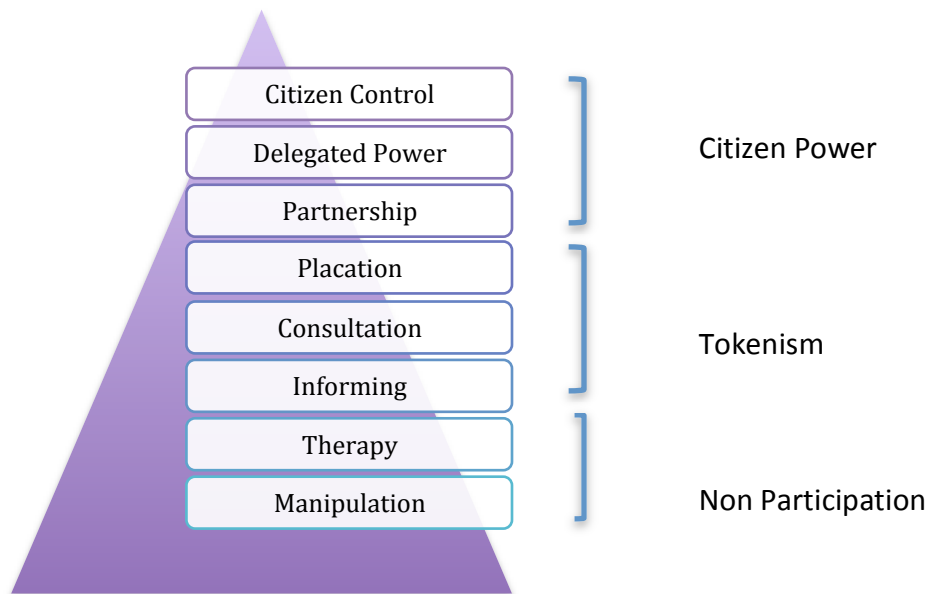 Citizen Control
Delegated Power
Partnership
Placation
Consultation
Informing
Therapy
Manipulation
Citizen Power
Tokenism
Non Participation